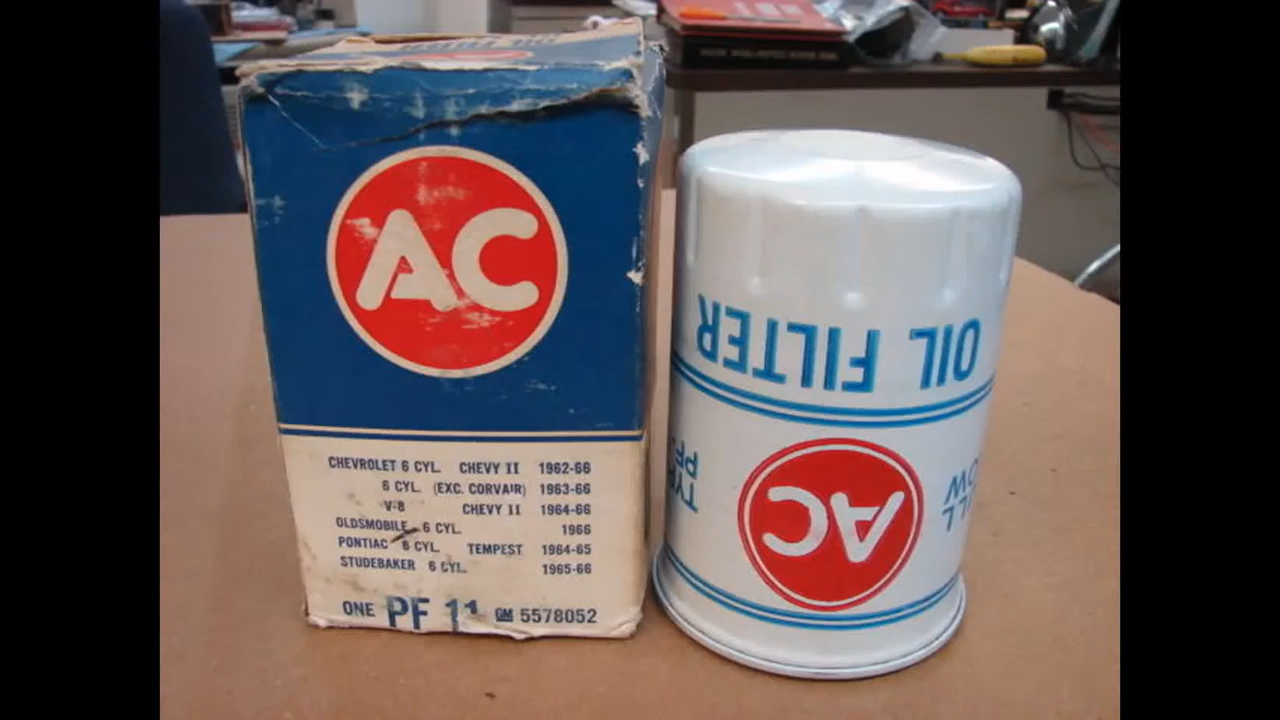 AC
CHEVROLET 6 CYL. CHEVY II 1962-66
6 CYL. (EXC. CORVAIR) 1963-66
V-8 CHEVY II 1964-66
OLDSMOBILE 6 CYL. 1966
PONTIAC 6 CYL. TEMPEST 1964-65
STUDEBAKER 6 CYL. 1965-66
ONE PF 11 GM 5578052
OIL FILTER
AC